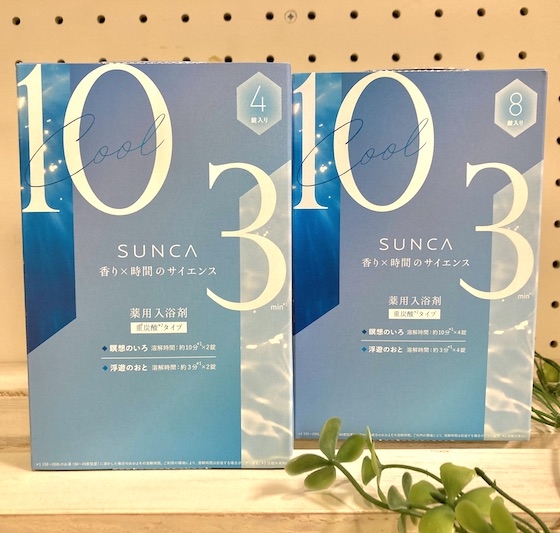 10
Cool
3
min
4
錠入り
SUNCA
香り×時間のサイエンス
薬用入浴剤
重炭酸*¹タイプ
瞑想のいろ 溶解時間:約10分*¹×2錠
浮遊のおと 溶解時間:約3分*¹×2錠
10
Cool
3
min
8
錠入り
SUNCA
香り×時間のサイエンス
薬用入浴剤
重炭酸*¹タイプ
瞑想のいろ 溶解時間:約10分*¹×4錠
浮遊のおと 溶解時間:約3分*¹×4錠